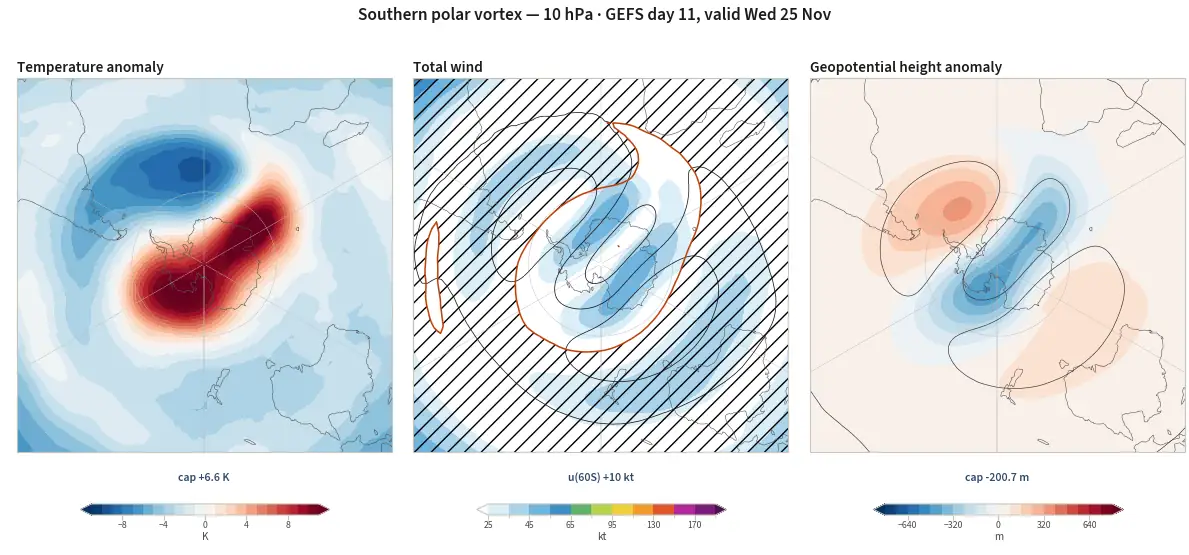 Southern polar vortex — 10 hPa · GEFS day 11, valid Wed 25 Nov
Temperature anomaly
Total wind
Geopotential height anomaly
cap +6.6 K
u(60S) +10 kt
cap -200.7 m
−8 −4 0 4 8
K
25 45 65 95 130 170
kt
−640 −320 0 320 640
m